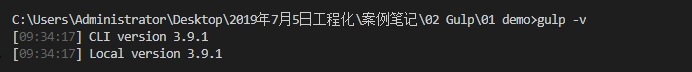 C:\Users\Administrator\Desktop\2019年7月5日工程化\案例笔记\02 Gulp\01 demo>gulp -v
[09:34:17] CLI version 3.9.1
[09:34:17] Local version 3.9.1